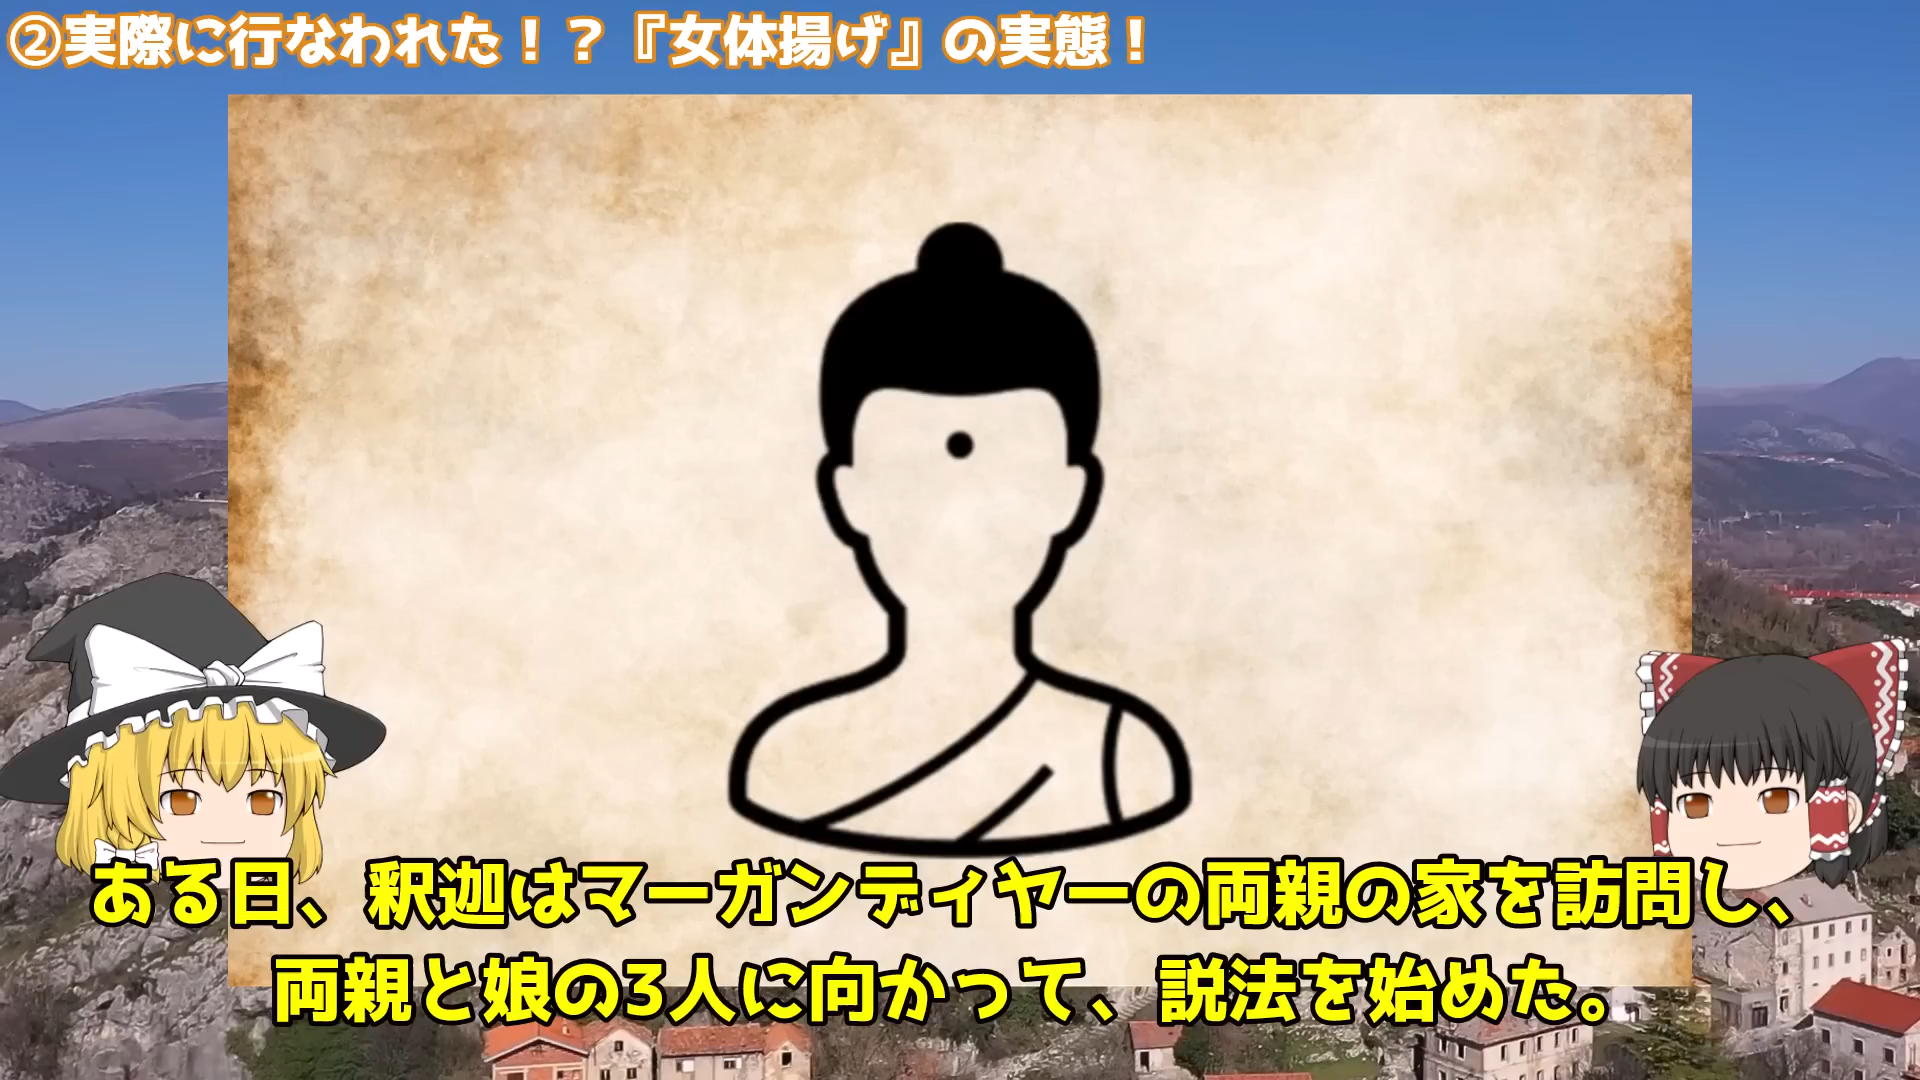 ②実際に行なわれた！？『女体揚げ』の実態！
ある日、釈迦はマーガンディヤーの両親の家を訪問し、
両親と娘の3人に向かって、説法を始めた。